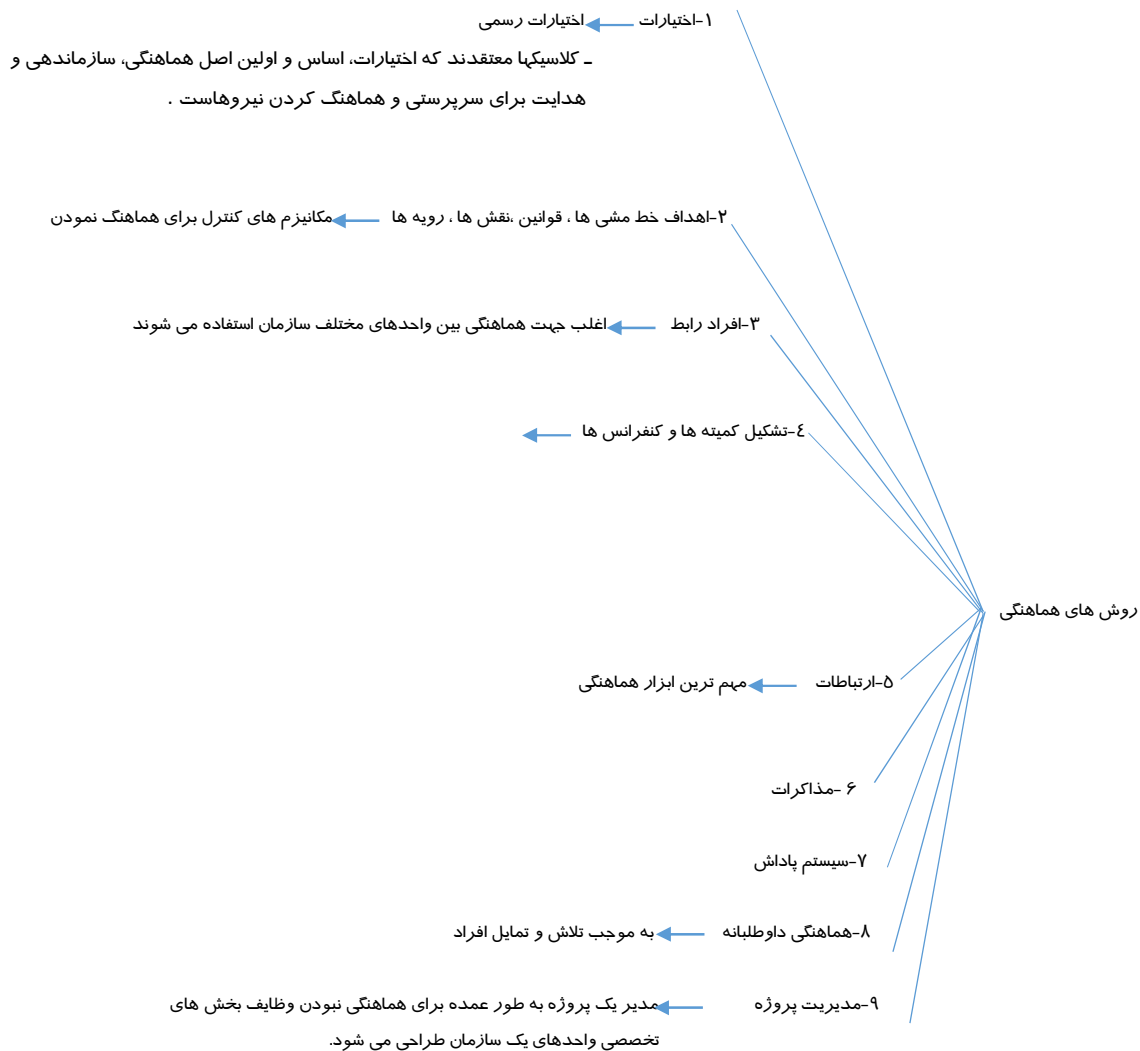 ۱-اختیارات اختیارات رسمی
ـ کلاسیکها معتقدند که اختیارات، اساس و اولین اصل هماهنگی، سازماندهی و
هدایت برای سرپرستی و هماهنگ کردن نیروهاست .
۲-اهداف خط مشی ها ، قوانین ،نقش ها ، رویه ها مکانیزم های کنترل برای هماهنگ نمودن
۳-افراد رابط اغلب جهت هماهنگی بین واحدهای مختلف سازمان استفاده می شوند
۴-تشکیل کمیته ها و کنفرانس ها
روش های هماهنگی
۵-ارتباطات مهم ترین ابزار هماهنگی
۶ -مذاکرات
۷-سیستم پاداش
۸-هماهنگی داوطلبانه به موجب تلاش و تمایل افراد
۹-مدیریت پروژه مدیر یک پروژه به طور عمده برای هماهنگی نبودن وظایف بخش های
تخصصی واحدهای یک سازمان طراحی می شود.